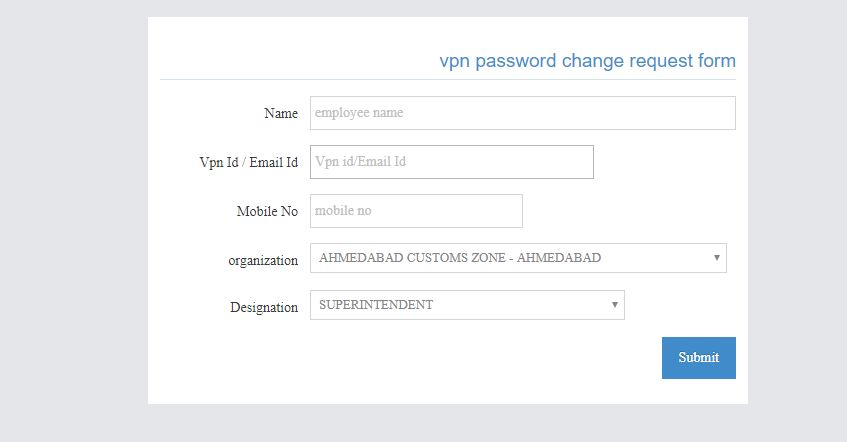 vpn password change request form
Name employee name
Vpn Id / Email Id Vpn id/Email Id
Mobile No mobile no
organization AHMEDABAD CUSTOMS ZONE - AHMEDABAD
Designation SUPERINTENDENT
Submit